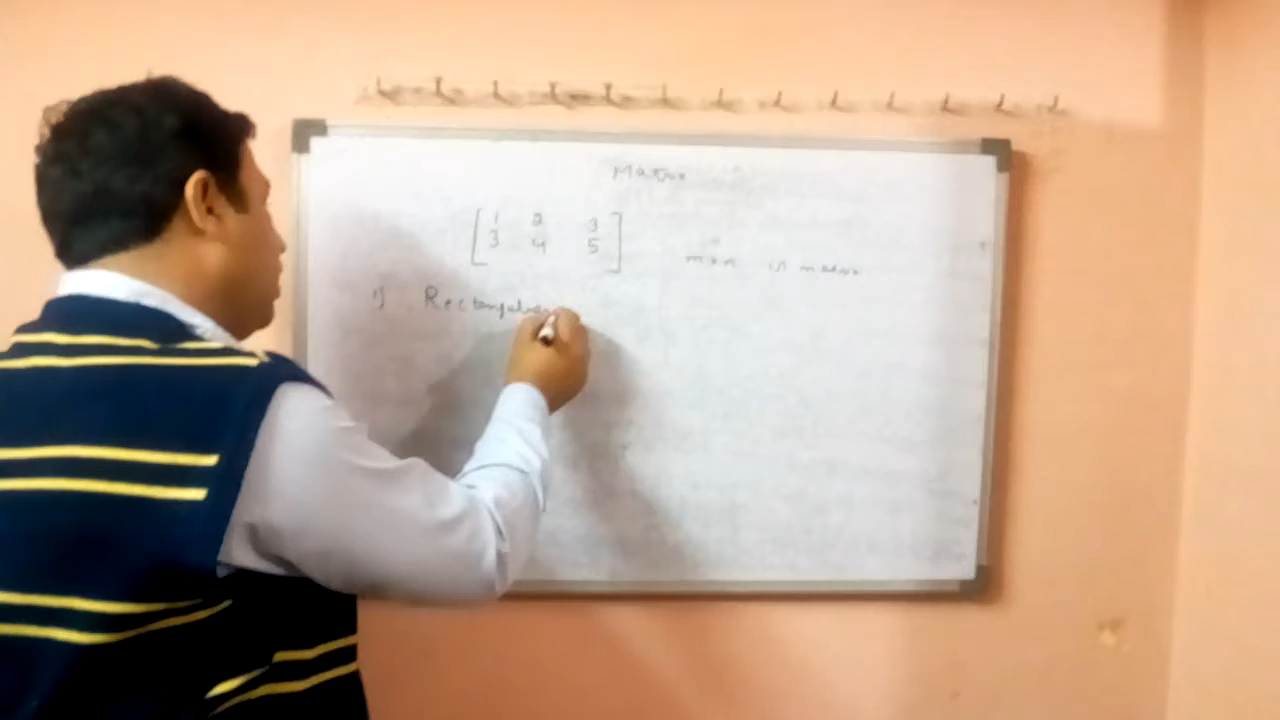 Matrix
[ 1 2 3
3 4 5 ]
m×n is matrix
1) Rectangular